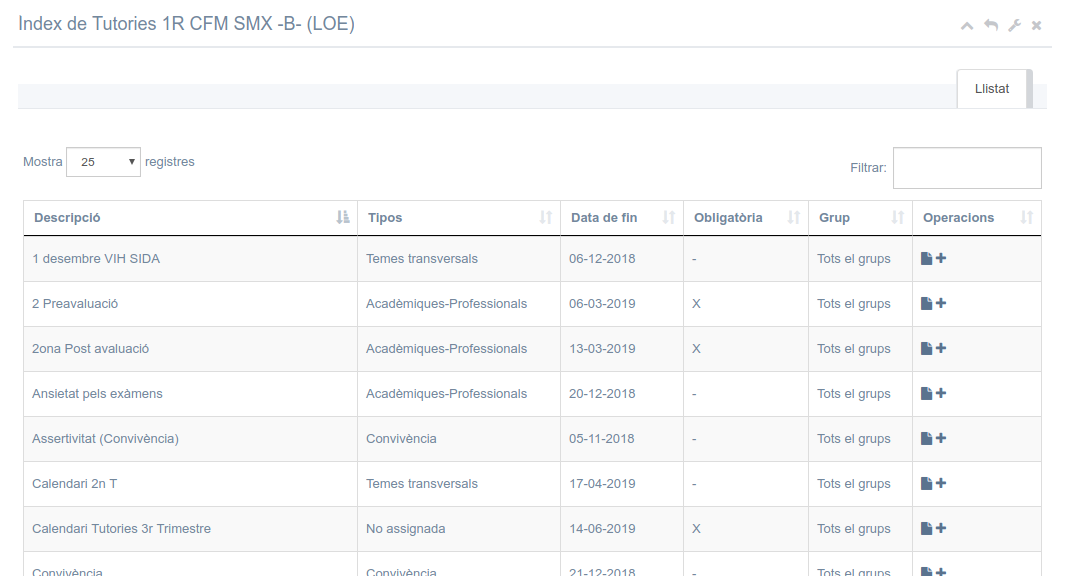 Index de Tutories 1R CFM SMX -B- (LOE)
Llistat
Mostra 25 registres
Filtrar:
Descripció Tipos Data de fin Obligatòria Grup Operacions
1 desembre VIH SIDA Temes transversals 06-12-2018 - Tots el grups
2 Preavaluació Acadèmiques-Professionals 06-03-2019 X Tots el grups
2ona Post avaluació Acadèmiques-Professionals 13-03-2019 X Tots el grups
Ansietat pels exàmens Acadèmiques-Professionals 20-12-2018 - Tots el grups
Assertivitat (Convivència) Convivència 05-11-2018 - Tots el grups
Calendari 2n T Temes transversals 17-04-2019 - Tots el grups
Calendari Tutories 3r Trimestre No assignada 14-06-2019 X Tots el grups
Convivència Convivència 21-12-2018 - Tots el grups